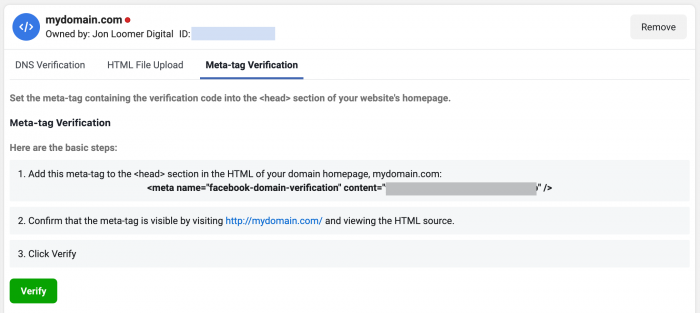 mydomain.com
Owned by: Jon Loomer Digital ID:
Remove
DNS Verification HTML File Upload Meta-tag Verification
Set the meta-tag containing the verification code into the <head> section of your website's homepage.
Meta-tag Verification
Here are the basic steps:
1. Add this meta-tag to the <head> section in the HTML of your domain homepage, mydomain.com:
<meta name="facebook-domain-verification" content=" " />
2. Confirm that the meta-tag is visible by visiting http://mydomain.com/ and viewing the HTML source.
3. Click Verify
Verify